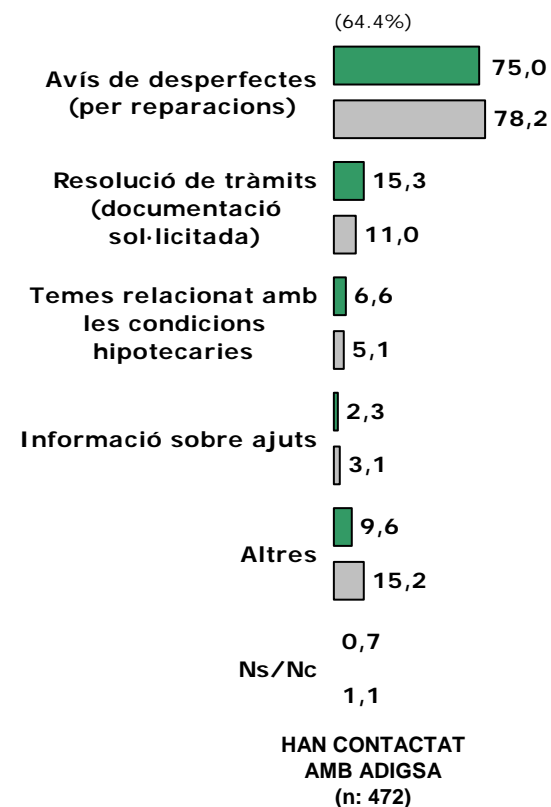 (64.4%)
Avís de desperfectes
(per reparacions)
75,0
78,2
Resolució de tràmits
(documentació
sol·licitada)
15,3
11,0
Temes relacionat amb
les condicions
hipotecaries
6,6
5,1
Informació sobre ajuts
2,3
3,1
Altres
9,6
15,2
Ns/Nc
0,7
1,1
HAN CONTACTAT
AMB ADIGSA
(n: 472)